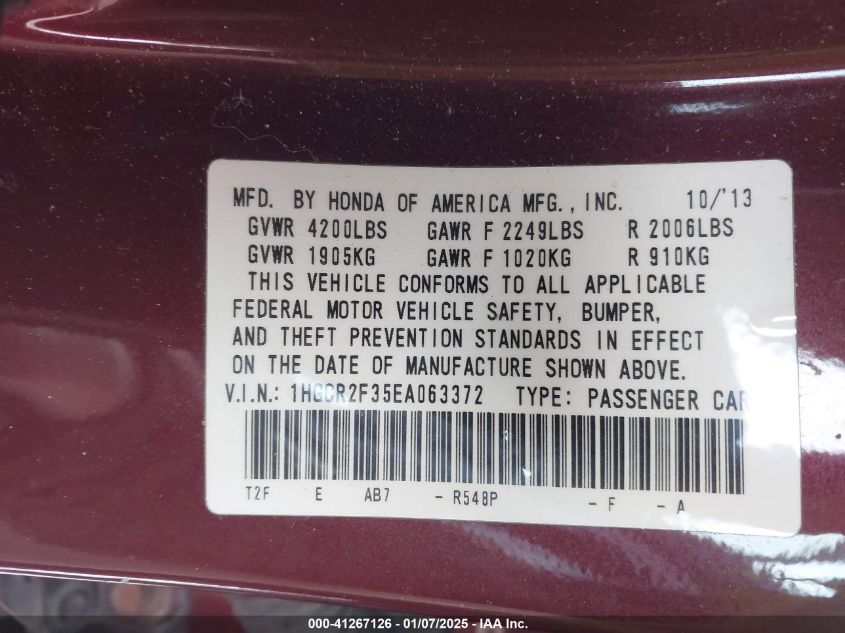 MFD. BY HONDA OF AMERICA MFG., INC. 10/'13
GVWR 4200LBS GAWR F 2249LBS R 2006LBS
GVWR 1905KG GAWR F 1020KG R 910KG
THIS VEHICLE CONFORMS TO ALL APPLICABLE
FEDERAL MOTOR VEHICLE SAFETY, BUMPER,
AND THEFT PREVENTION STANDARDS IN EFFECT
ON THE DATE OF MANUFACTURE SHOWN ABOVE.
V.I.N.: 1HGCR2F35EA063372 TYPE: PASSENGER CAR
T2F E AB7 - R548P - F - A
000-41267126 - 01/07/2025 - IAA Inc.